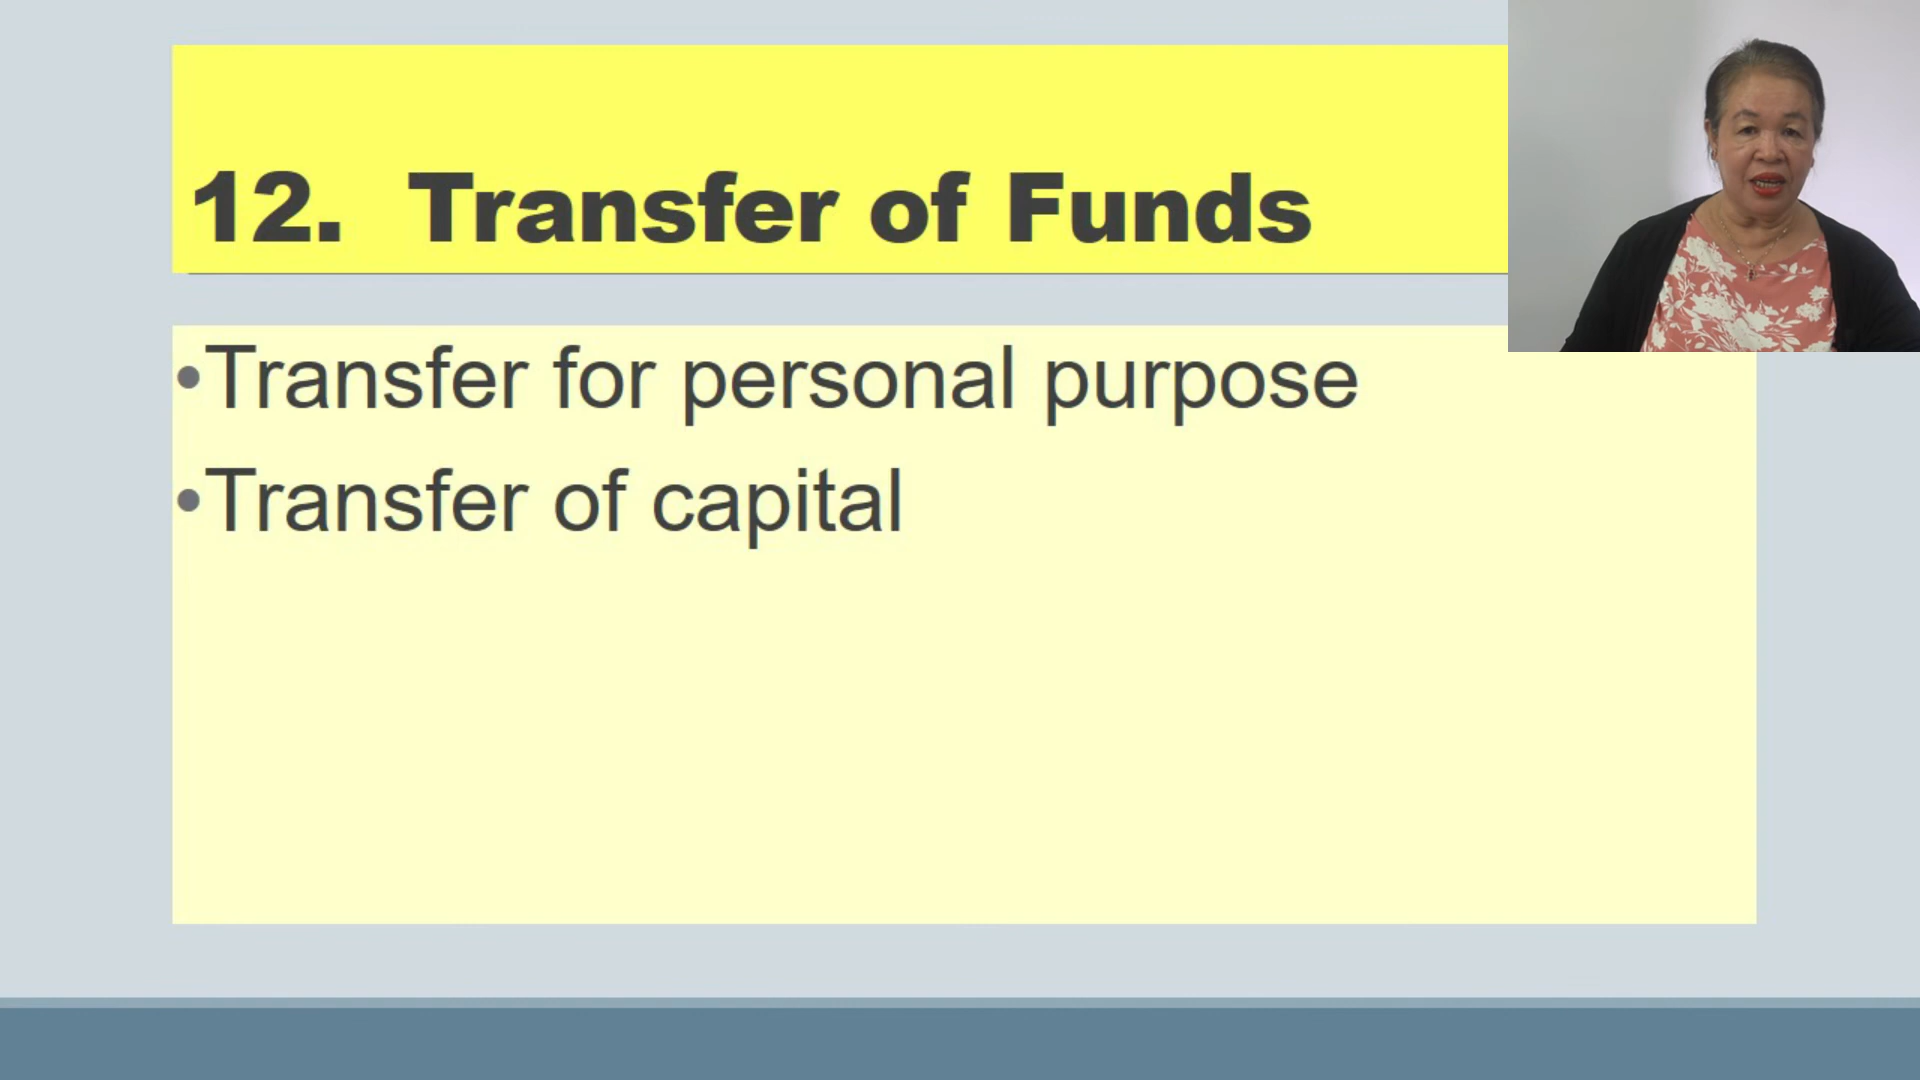 12. Transfer of Funds
•Transfer for personal purpose
•Transfer of capital